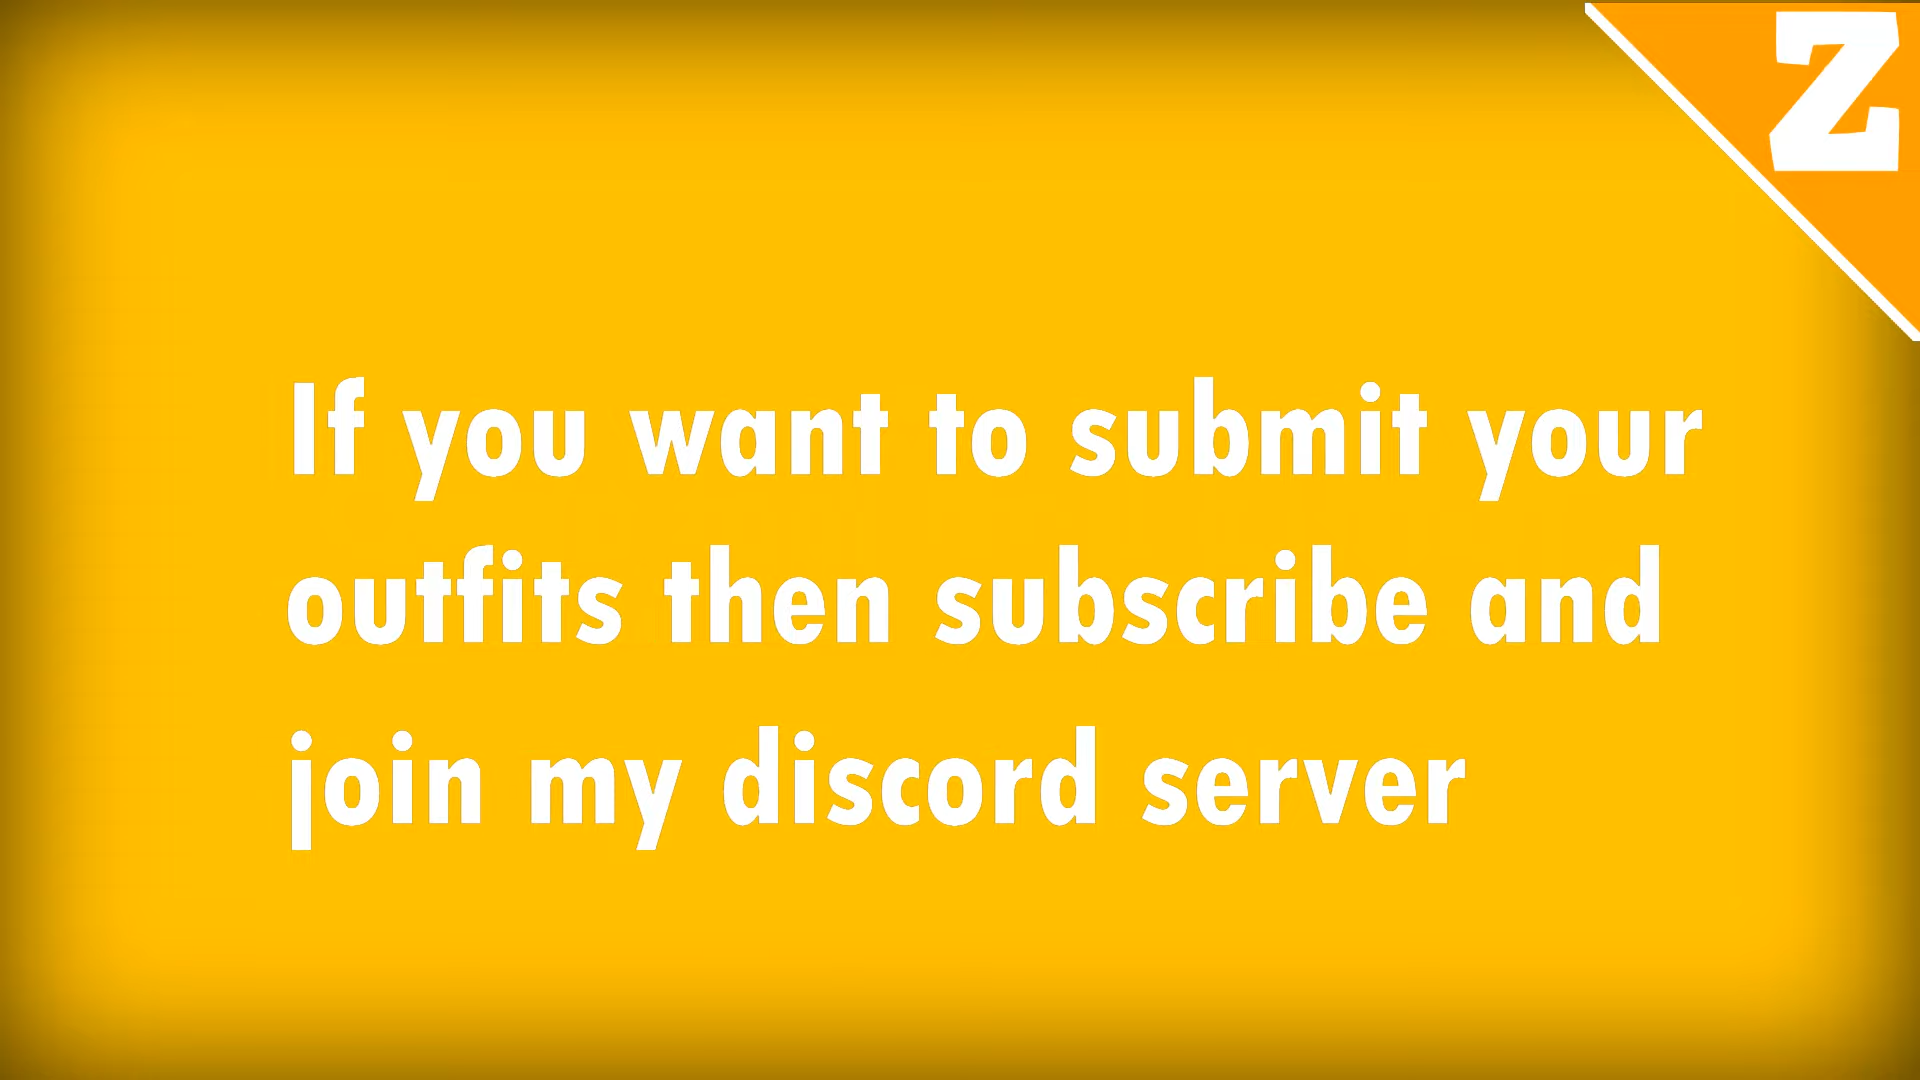 Z
If you want to submit your
outfits then subscribe and
join my discord server